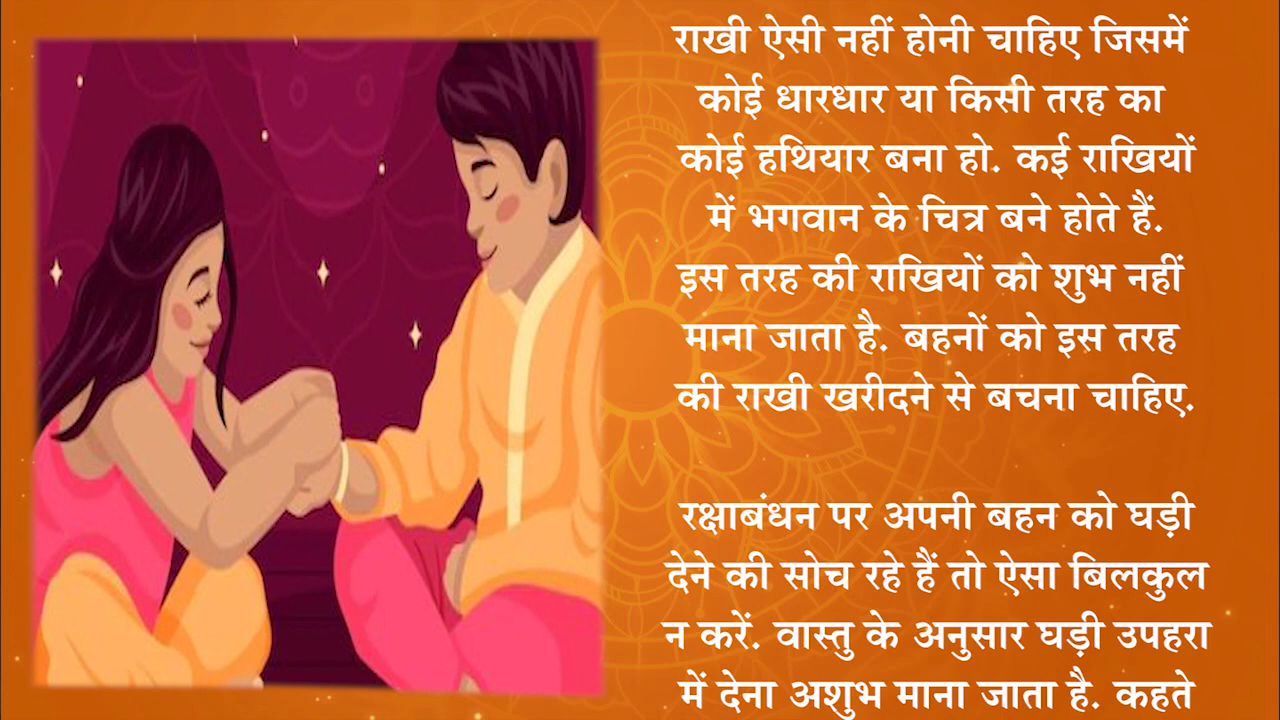 राखी ऐसी नहीं होनी चाहिए जिसमें
कोई धारधार या किसी तरह का
कोई हथियार बना हो. कई राखियों
में भगवान के चित्र बने होते हैं.
इस तरह की राखियों को शुभ नहीं
माना जाता है. बहनों को इस तरह
की राखी खरीदने से बचना चाहिए.
रक्षाबंधन पर अपनी बहन को घड़ी
देने की सोच रहे हैं तो ऐसा बिलकुल
न करें. वास्तु के अनुसार घड़ी उपहरा
में देना अशुभ माना जाता है. कहते